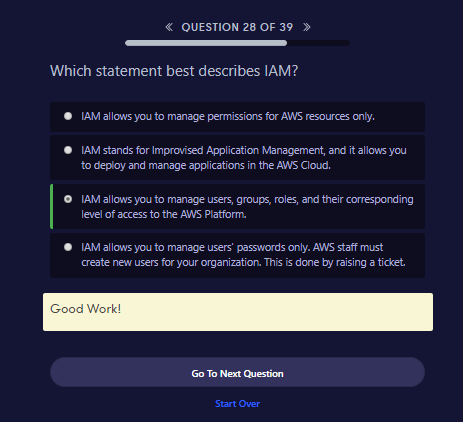 « QUESTION 28 OF 39 »
Which statement best describes IAM?
IAM allows you to manage permissions for AWS resources only.
IAM stands for Improvised Application Management, and it allows you
to deploy and manage applications in the AWS Cloud.
IAM allows you to manage users, groups, roles, and their corresponding
level of access to the AWS Platform.
IAM allows you to manage users' passwords only. AWS staff must
create new users for your organization. This is done by raising a ticket.
Good Work!
Go To Next Question
Start Over